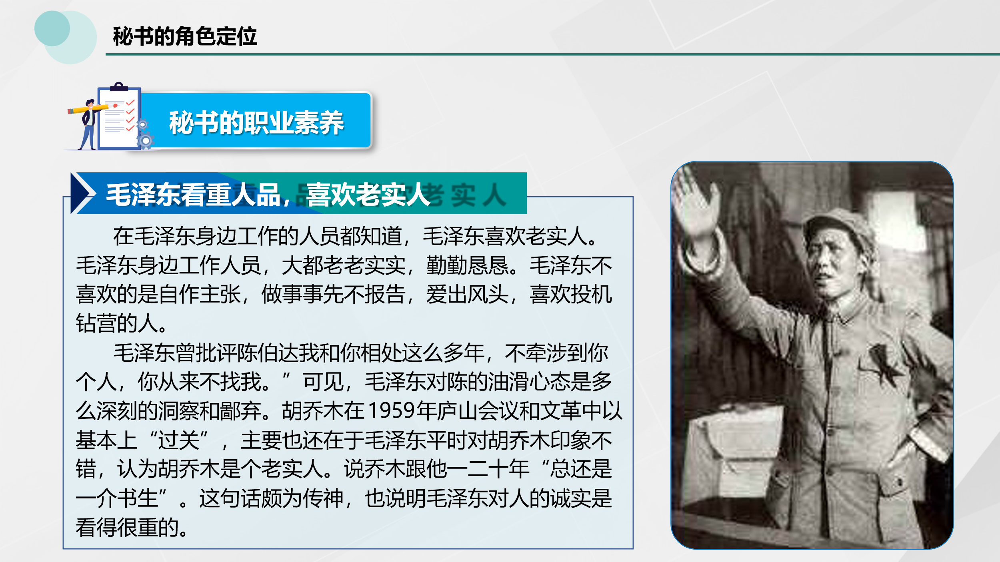 秘书的角色定位
秘书的职业素养
毛泽东看重人品，喜欢老实人
在毛泽东身边工作的人员都知道，毛泽东喜欢老实人。
毛泽东身边工作人员，大都老老实实，勤勤恳恳。毛泽东不
喜欢的是自作主张，做事事先不报告，爱出风头，喜欢投机
钻营的人。
毛泽东曾批评陈伯达我和你相处这么多年，不牵涉到你
个人，你从来不找我。”可见，毛泽东对陈的油滑心态是多
么深刻的洞察和鄙弃。胡乔木在1959年庐山会议和文革中以
基本上“过关”，主要也还在于毛泽东平时对胡乔木印象不
错，认为胡乔木是个老实人。说乔木跟他一二十年“总还是
一个书生”。这句话颇为传神，也说明毛泽东对人的诚实是
看得很重的。